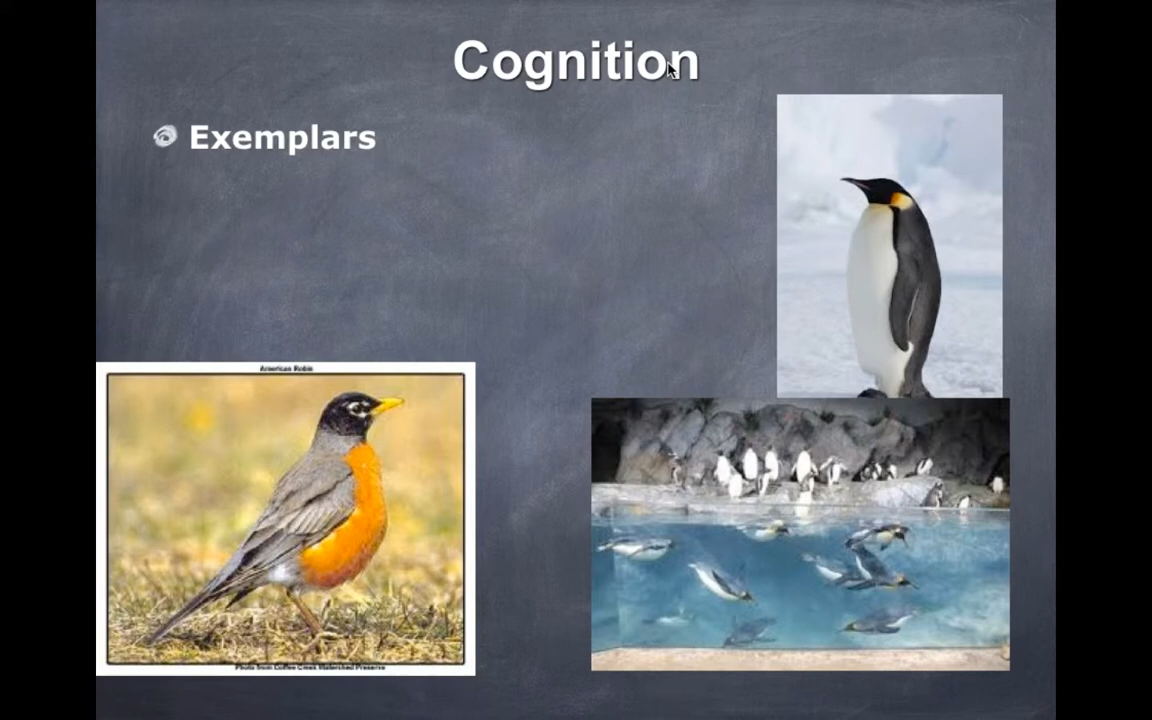 Cognition
Exemplars
American Robin
Photo from Coffee Creek Watershed Preserve